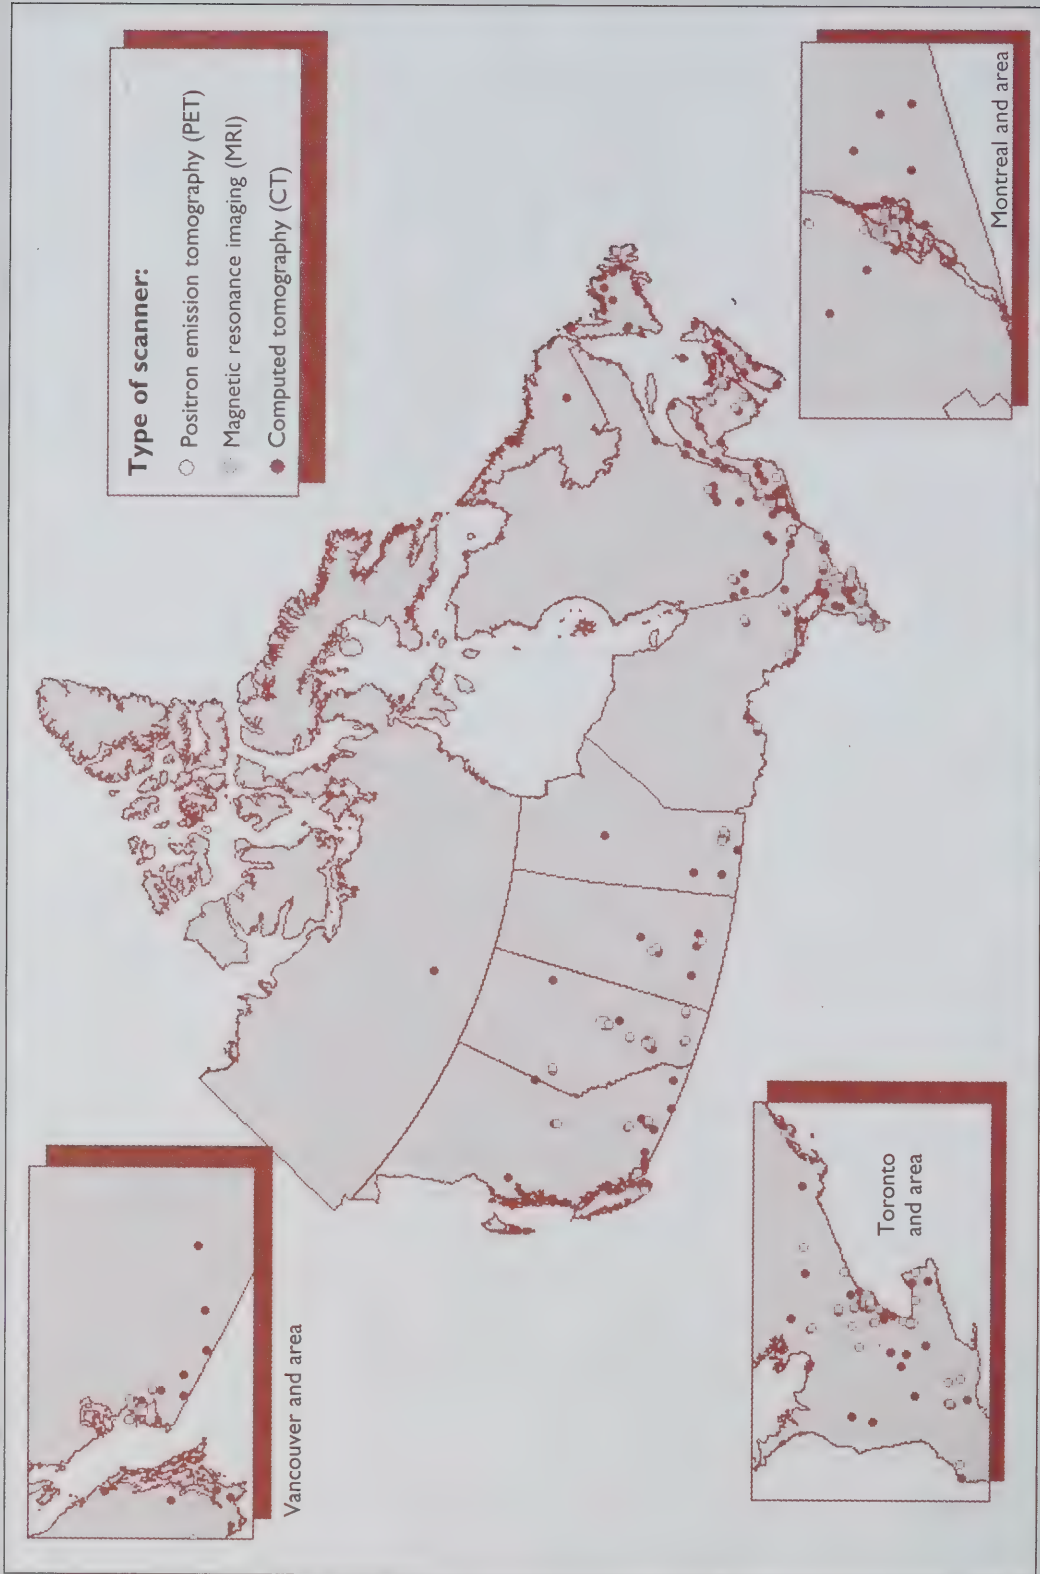 Type of scanner:
Positron emission tomography (PET)
Magnetic resonance imaging (MRI)
Computed tomography (CT)
Vancouver and area
Toronto
and area
Montreal and area